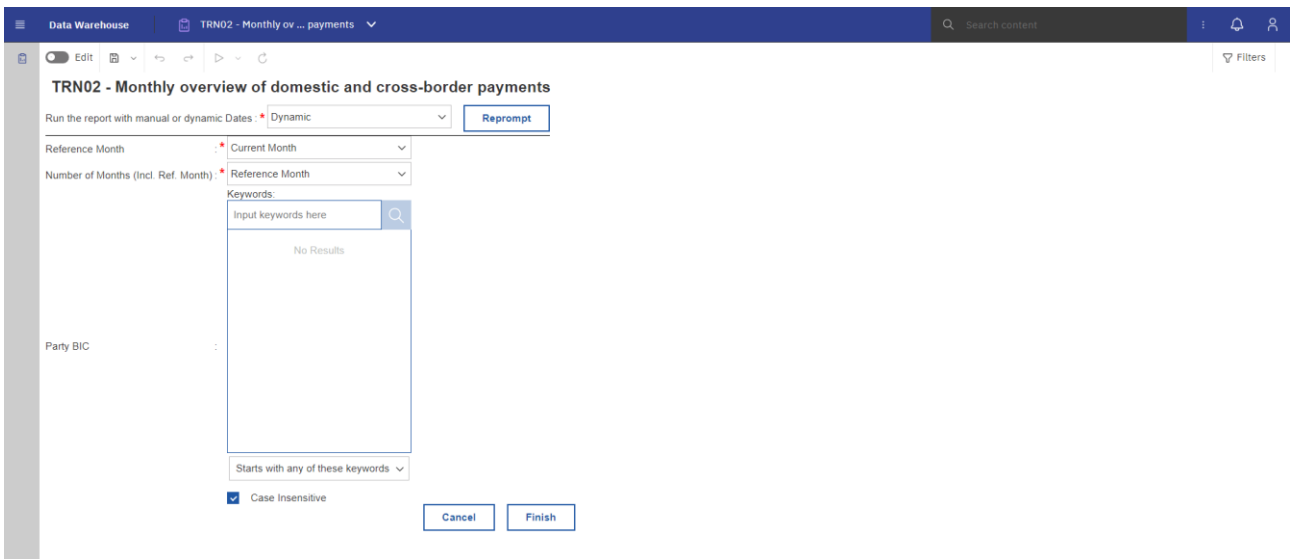 Data Warehouse
TRN02 - Monthly ov ... payments
Search content
Edit
Filters
TRN02 - Monthly overview of domestic and cross-border payments
Run the report with manual or dynamic Dates : * Dynamic
Reprompt
Reference Month : * Current Month
Number of Months (Incl. Ref. Month) : * Reference Month
Keywords:
Input keywords here
No Results
Party BIC :
Starts with any of these keywords
Case Insensitive
Cancel
Finish